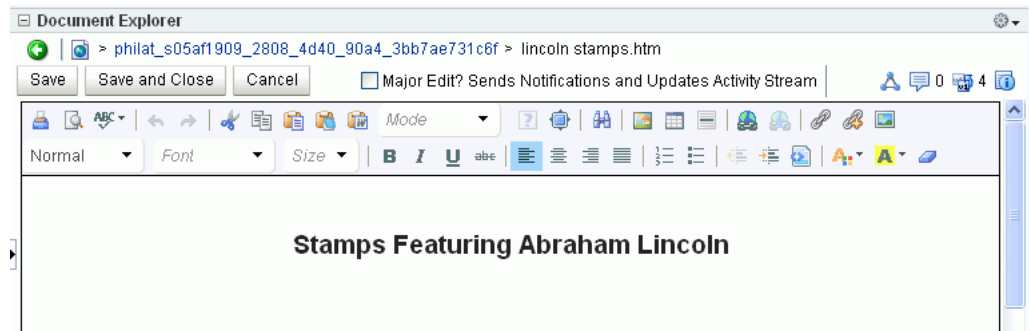 Document Explorer
> philat_s05af1909_2808_4d40_90a4_3bb7ae731c6f > lincoln stamps.htm
Save Save and Close Cancel Major Edit? Sends Notifications and Updates Activity Stream 0 4
ABC Mode
Normal Font Size B I U abc A A
Stamps Featuring Abraham Lincoln